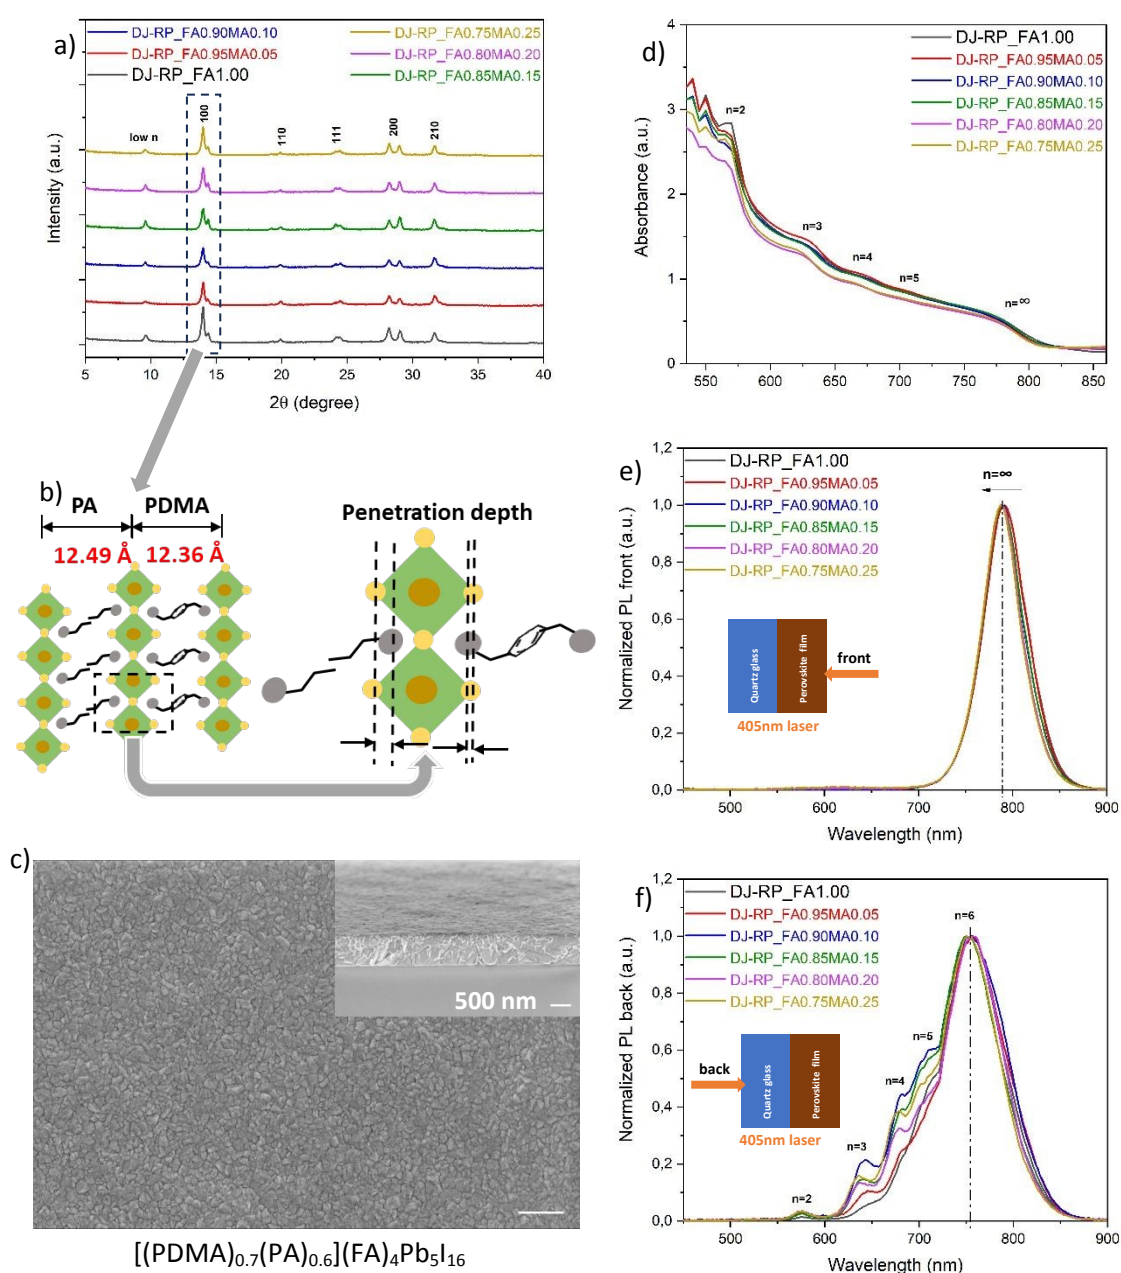 a)
DJ-RP_FA0.90MA0.10
DJ-RP_FA0.75MA0.25
DJ-RP_FA0.95MA0.05
DJ-RP_FA0.80MA0.20
DJ-RP_FA1.00
DJ-RP_FA0.85MA0.15
low n
100
110
111
200
210
Intensity (a.u.)
5 10 15 20 25 30 35 40
2θ (degree)
b)
PA
PDMA
12.49 Å
12.36 Å
Penetration depth
c)
500 nm
[(PDMA)0.7(PA)0.6](FA)4Pb5I16
d)
DJ-RP_FA1.00
DJ-RP_FA0.95MA0.05
DJ-RP_FA0.90MA0.10
DJ-RP_FA0.85MA0.15
DJ-RP_FA0.80MA0.20
DJ-RP_FA0.75MA0.25
n=2
n=3
n=4
n=5
n=∞
Absorbance (a.u.)
4
3
2
1
0
550 600 650 700 750 800 850
Wavelength (nm)
e)
DJ-RP_FA1.00
DJ-RP_FA0.95MA0.05
DJ-RP_FA0.90MA0.10
DJ-RP_FA0.85MA0.15
DJ-RP_FA0.80MA0.20
DJ-RP_FA0.75MA0.25
n=∞
Quartz glass
Perovskite film
front
405nm laser
Normalized PL front (a.u.)
1,2
1,0
0,8
0,6
0,4
0,2
0,0
500 600 700 800 900
Wavelength (nm)
f)
DJ-RP_FA1.00
DJ-RP_FA0.95MA0.05
DJ-RP_FA0.90MA0.10
DJ-RP_FA0.85MA0.15
DJ-RP_FA0.80MA0.20
DJ-RP_FA0.75MA0.25
n=6
n=5
n=4
n=3
n=2
back
Quartz glass
Perovskite film
405nm laser
Normalized PL back (a.u.)
1,2
1,0
0,8
0,6
0,4
0,2
0,0
500 600 700 800 900
Wavelength (nm)